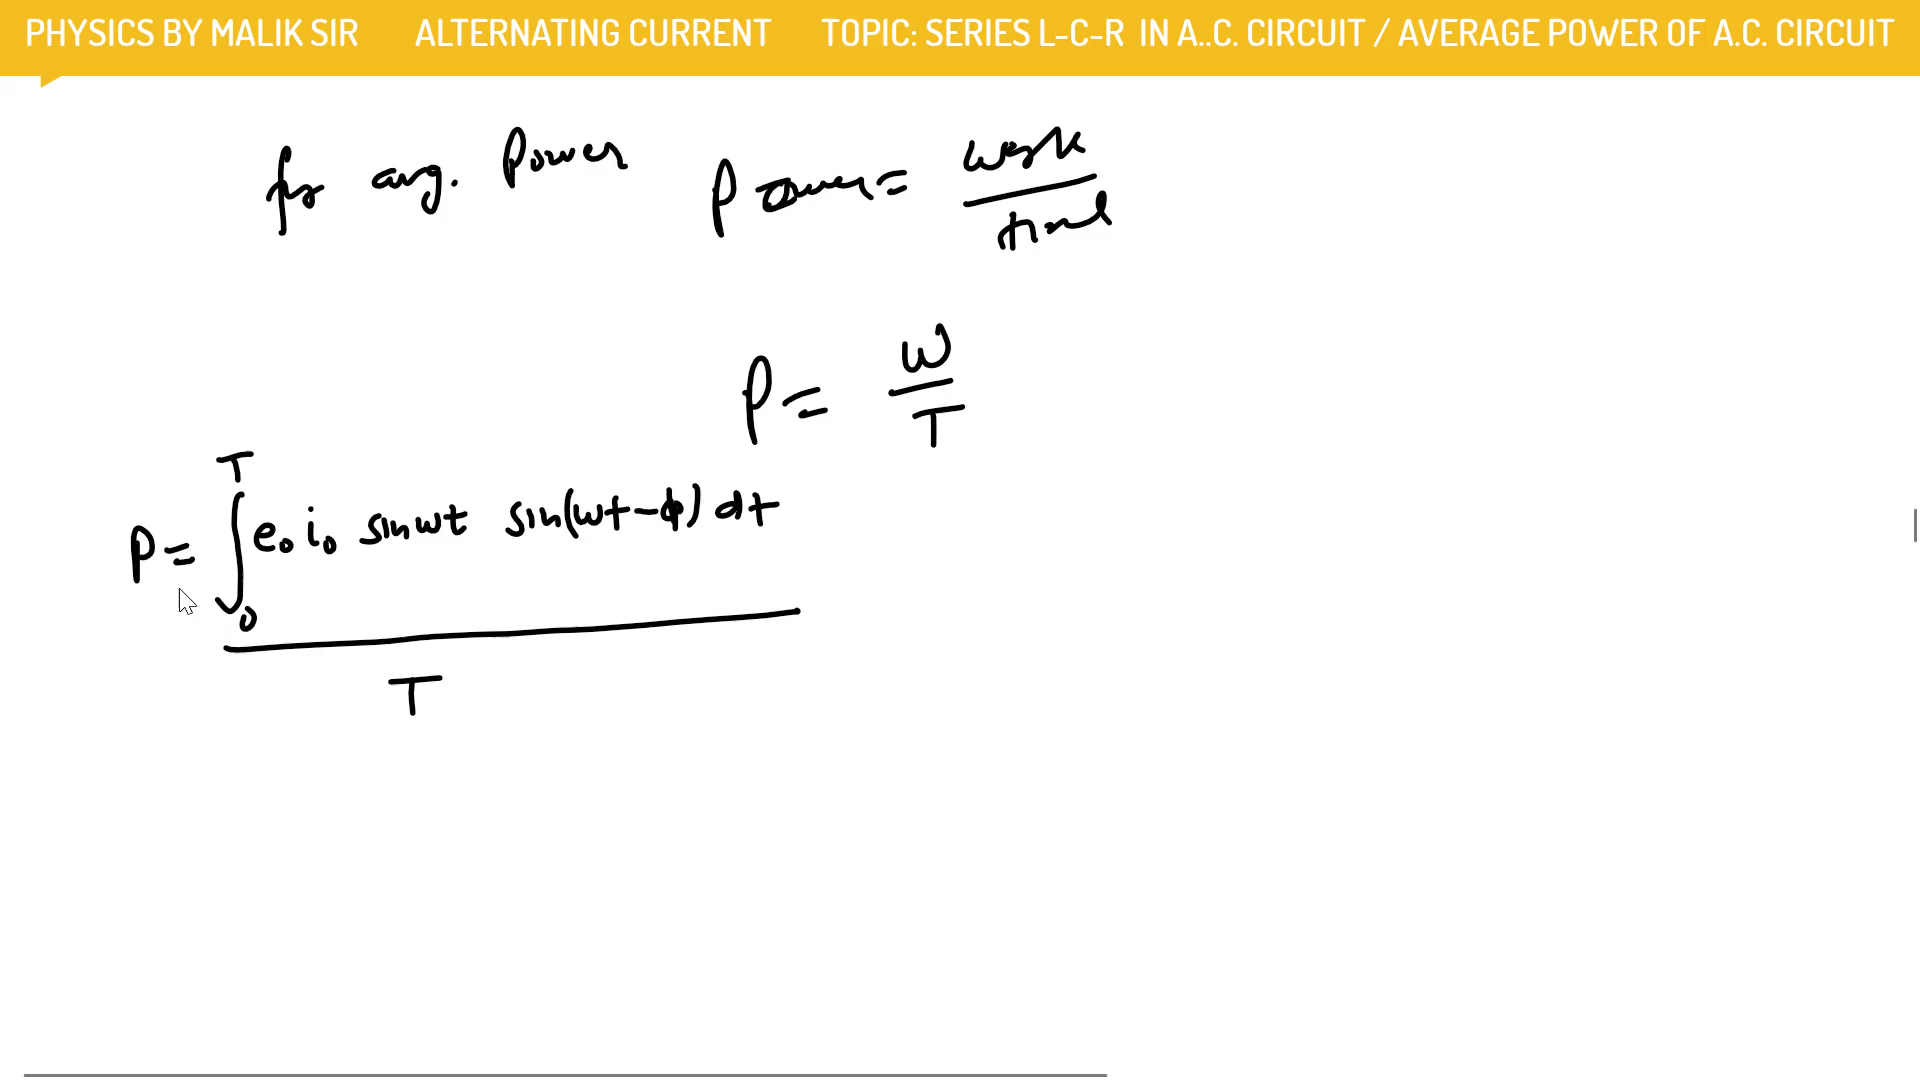 PHYSICS BY MALIK SIR ALTERNATING CURRENT TOPIC: SERIES L-C-R IN A..C. CIRCUIT / AVERAGE POWER OF A.C. CIRCUIT
for avg. Power Power = work / time
P = W / T
P = ∫₀ᵀ e₀ i₀ sinωt sin(ωt-ϕ) dt / T